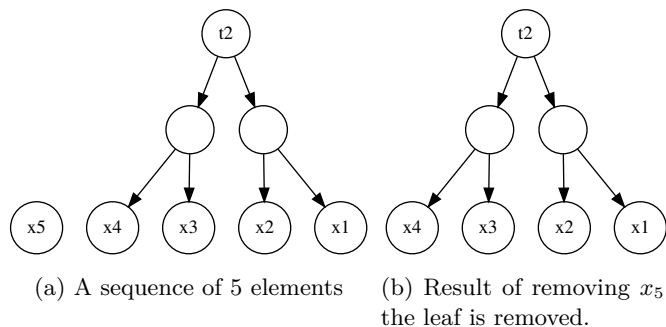 t2
t2
x5
x4
x3
x2
x1
x4
x3
x2
x1
(a) A sequence of 5 elements
(b) Result of removing x5
the leaf is removed.